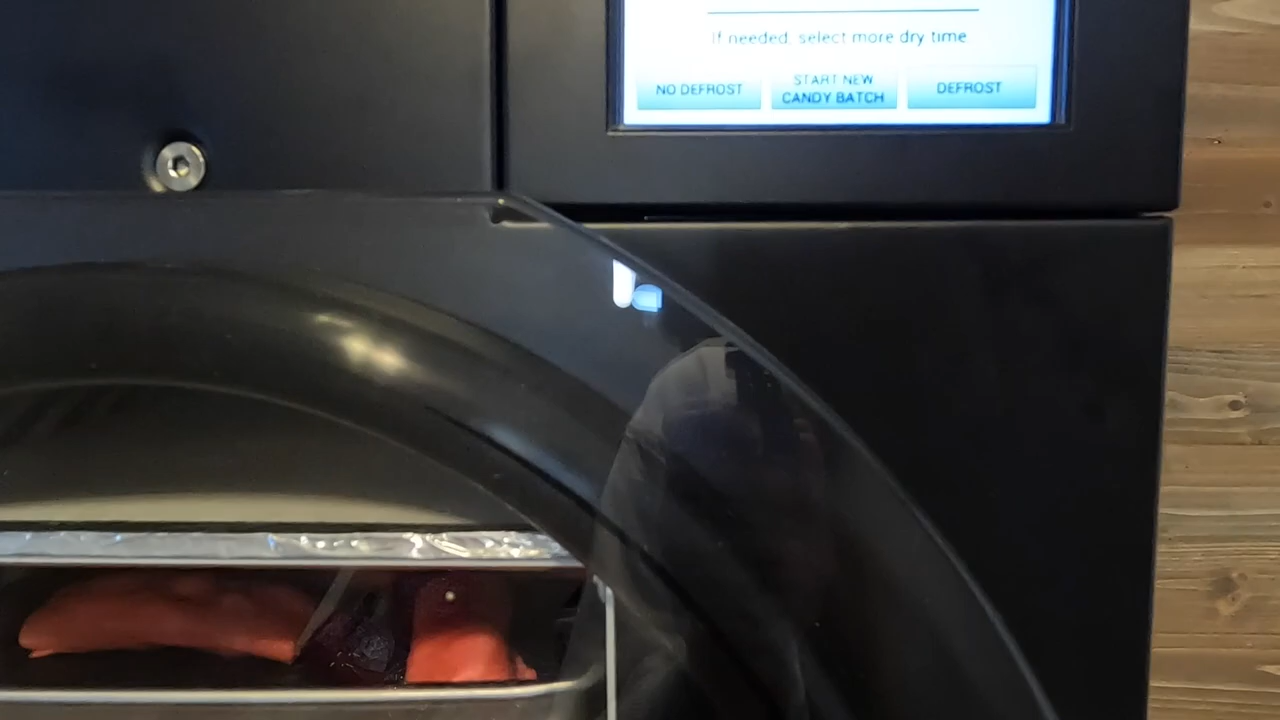 If needed, select more dry time
NO DEFROST
START NEW
CANDY BATCH
DEFROST